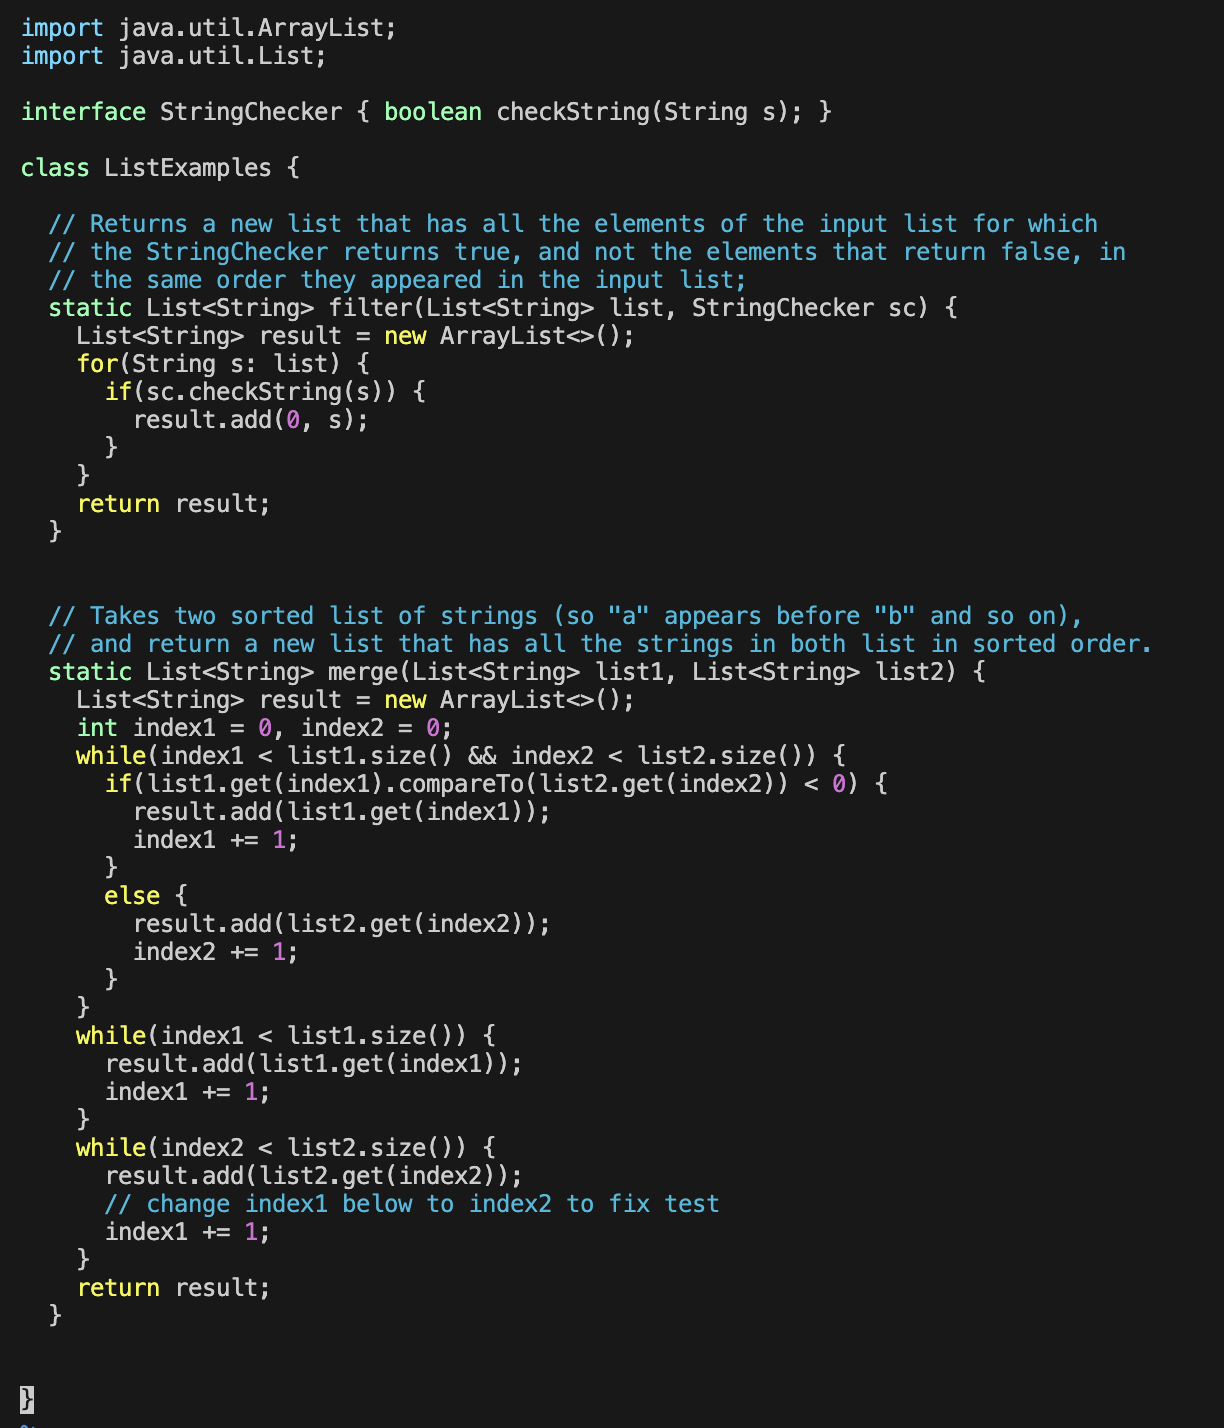 import java.util.ArrayList;
import java.util.List;

interface StringChecker { boolean checkString(String s); }

class ListExamples {

  // Returns a new list that has all the elements of the input list for which
  // the StringChecker returns true, and not the elements that return false, in
  // the same order they appeared in the input list;
  static List<String> filter(List<String> list, StringChecker sc) {
    List<String> result = new ArrayList<>();
    for(String s: list) {
      if(sc.checkString(s)) {
        result.add(0, s);
      }
    }
    return result;
  }


  // Takes two sorted list of strings (so "a" appears before "b" and so on),
  // and return a new list that has all the strings in both list in sorted order.
  static List<String> merge(List<String> list1, List<String> list2) {
    List<String> result = new ArrayList<>();
    int index1 = 0, index2 = 0;
    while(index1 < list1.size() && index2 < list2.size()) {
      if(list1.get(index1).compareTo(list2.get(index2)) < 0) {
        result.add(list1.get(index1));
        index1 += 1;
      }
      else {
        result.add(list2.get(index2));
        index2 += 1;
      }
    }
    while(index1 < list1.size()) {
      result.add(list1.get(index1));
      index1 += 1;
    }
    while(index2 < list2.size()) {
      result.add(list2.get(index2));
      // change index1 below to index2 to fix test
      index1 += 1;
    }
    return result;
  }


}